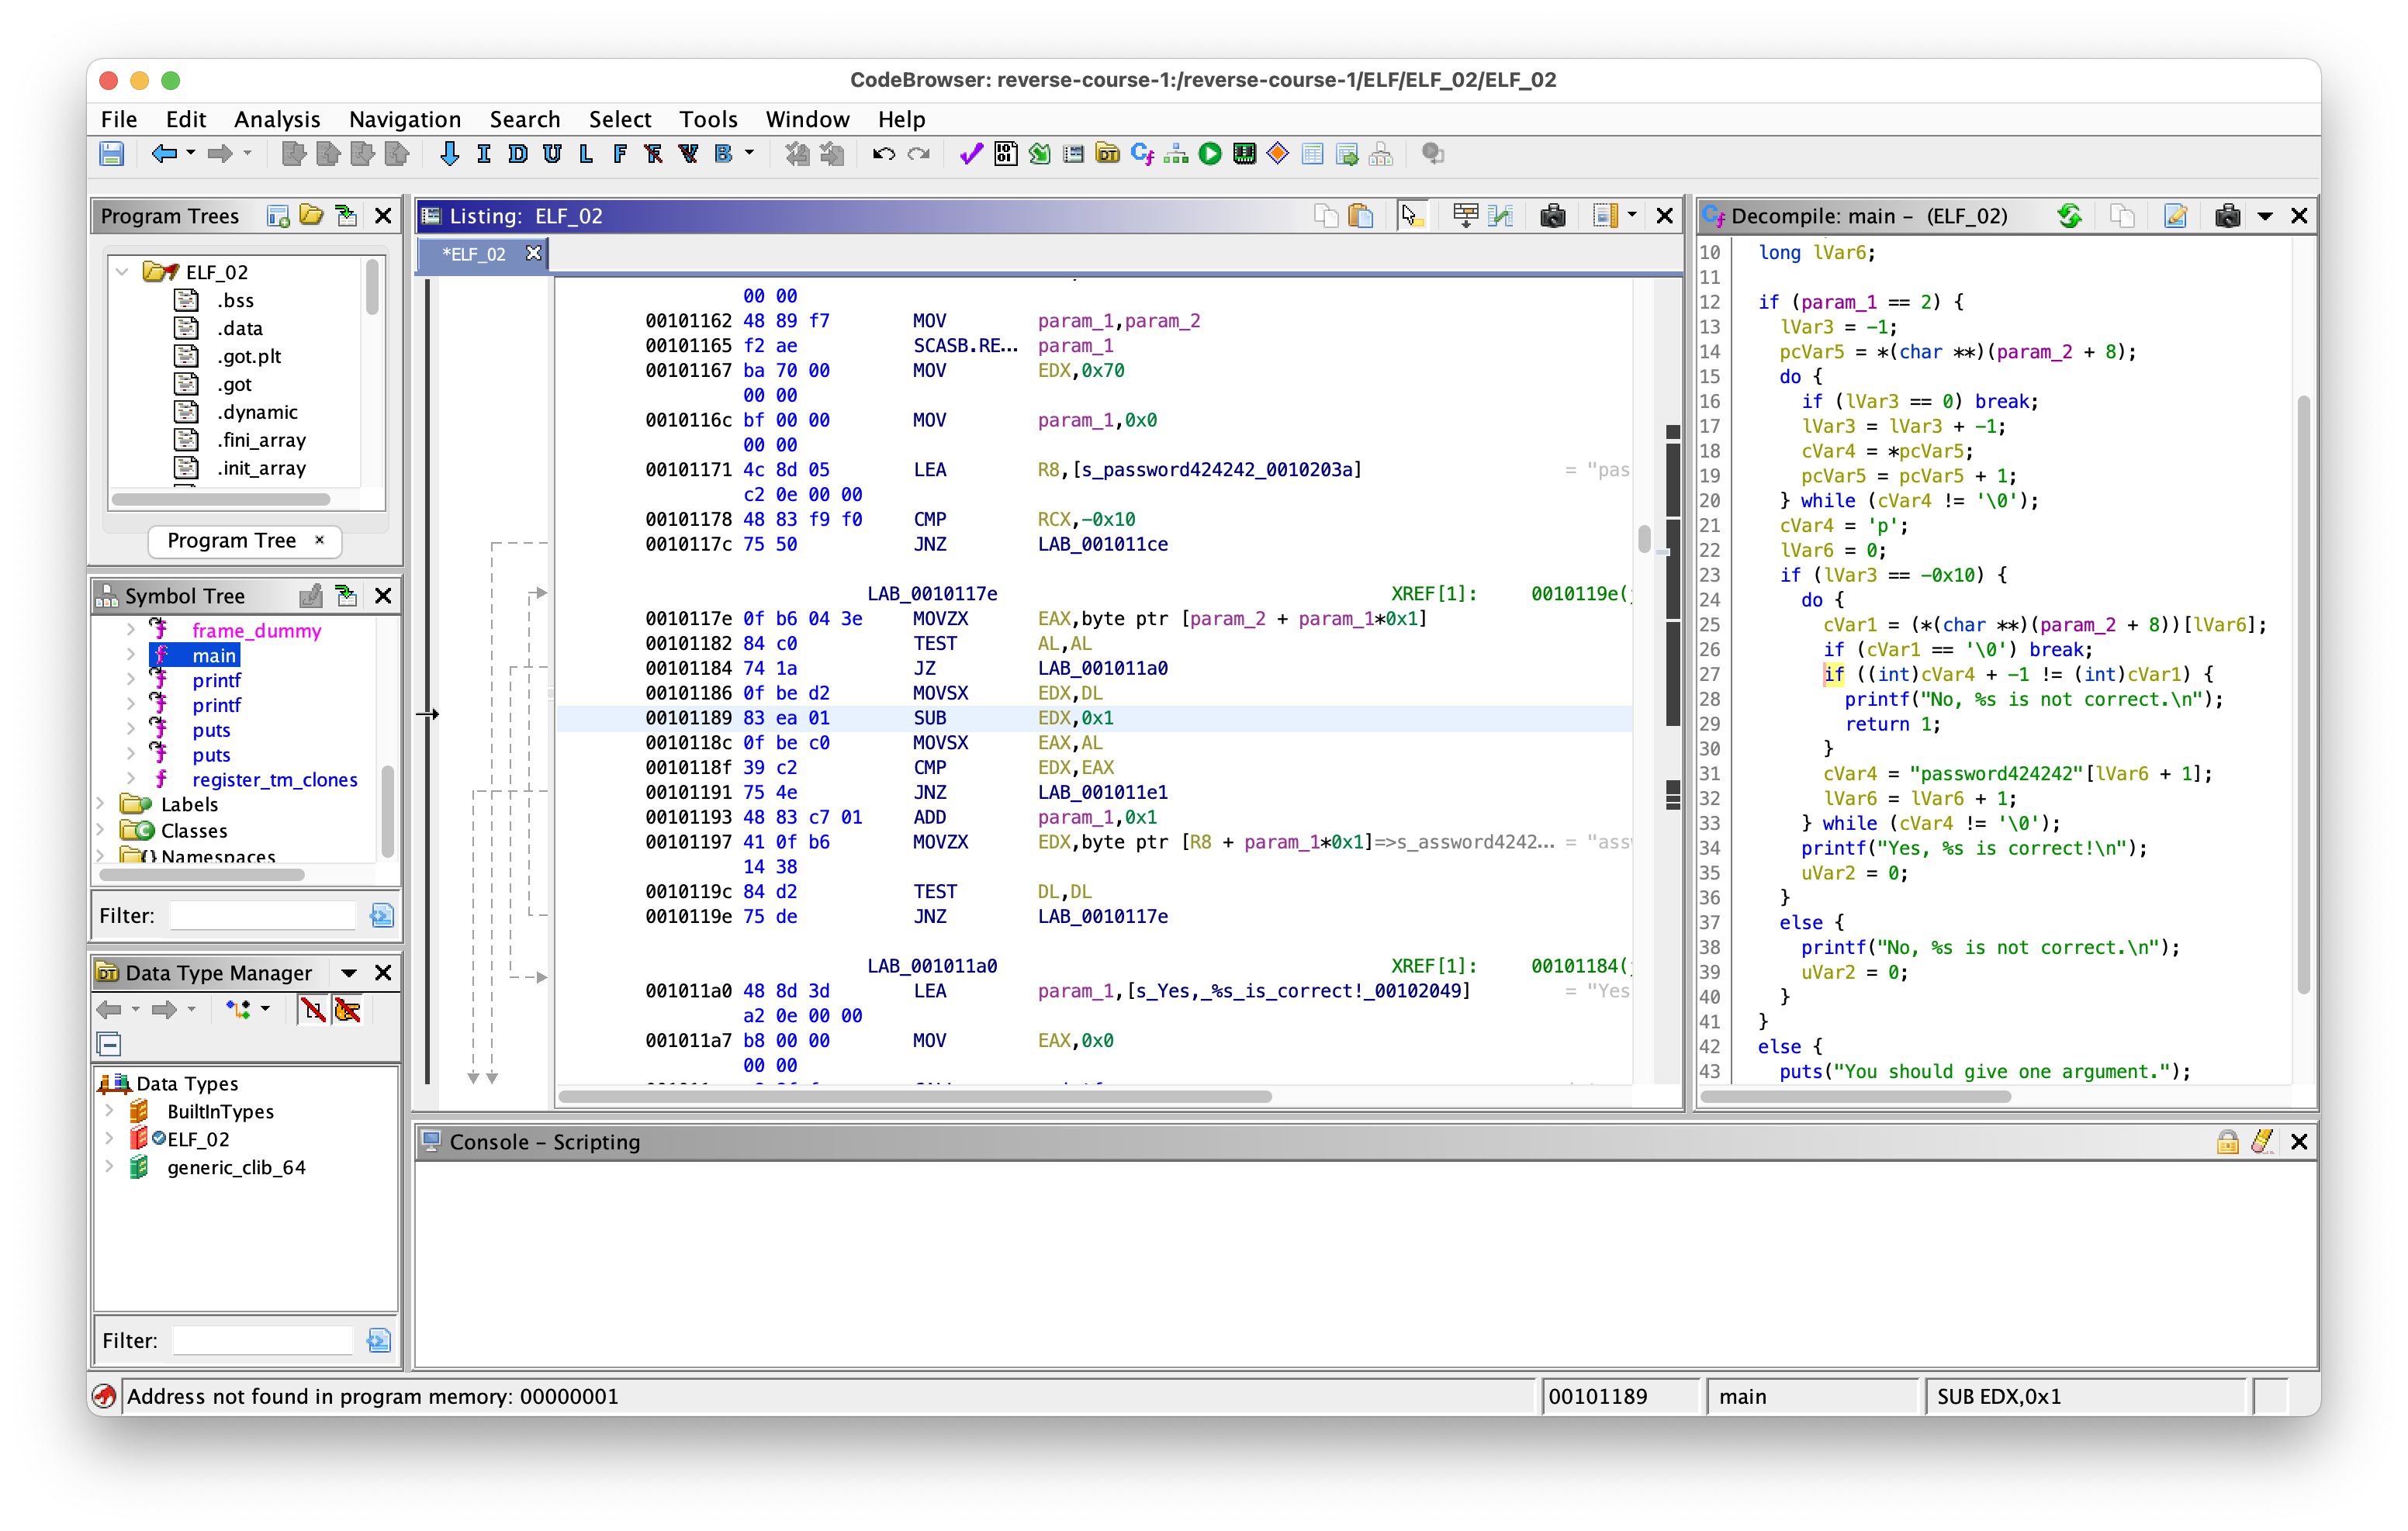 CodeBrowser: reverse-course-1:/reverse-course-1/ELF/ELF_02/ELF_02
File Edit Analysis Navigation Search Select Tools Window Help
I D U L F B
Program Trees
ELF_02
.bss
.data
.got.plt
.got
.dynamic
.fini_array
.init_array
Program Tree ×
Symbol Tree
frame_dummy
main
printf
printf
puts
puts
register_tm_clones
Labels
Classes
Namespaces
Filter:
Data Type Manager
Data Types
BuiltInTypes
ELF_02
generic_clib_64
Filter:
Listing: ELF_02
*ELF_02
00 00
00101162 48 89 f7 MOV param_1,param_2
00101165 f2 ae SCASB.RE... param_1
00101167 ba 70 00 MOV EDX,0x70
00 00
0010116c bf 00 00 MOV param_1,0x0
00 00
00101171 4c 8d 05 LEA R8,[s_password424242_0010203a] = "pas
c2 0e 00 00
00101178 48 83 f9 f0 CMP RCX,-0x10
0010117c 75 50 JNZ LAB_001011ce
LAB_0010117e XREF[1]: 0010119e(
0010117e 0f b6 04 3e MOVZX EAX,byte ptr [param_2 + param_1*0x1]
00101182 84 c0 TEST AL,AL
00101184 74 1a JZ LAB_001011a0
00101186 0f be d2 MOVSX EDX,DL
00101189 83 ea 01 SUB EDX,0x1
0010118c 0f be c0 MOVSX EAX,AL
0010118f 39 c2 CMP EDX,EAX
00101191 75 4e JNZ LAB_001011e1
00101193 48 83 c7 01 ADD param_1,0x1
00101197 41 0f b6 MOVZX EDX,byte ptr [R8 + param_1*0x1]=>s_assword4242... = "ass
14 38
0010119c 84 d2 TEST DL,DL
0010119e 75 de JNZ LAB_0010117e
LAB_001011a0 XREF[1]: 00101184(
001011a0 48 8d 3d LEA param_1,[s_Yes,_%s_is_correct!_00102049] = "Yes
a2 0e 00 00
001011a7 b8 00 00 MOV EAX,0x0
00 00
Decompile: main - (ELF_02)
10 long lVar6;
11
12 if (param_1 == 2) {
13 lVar3 = -1;
14 pcVar5 = *(char **)(param_2 + 8);
15 do {
16 if (lVar3 == 0) break;
17 lVar3 = lVar3 + -1;
18 cVar4 = *pcVar5;
19 pcVar5 = pcVar5 + 1;
20 } while (cVar4 != '\0');
21 cVar4 = 'p';
22 lVar6 = 0;
23 if (lVar3 == -0x10) {
24 do {
25 cVar1 = (*(char **)(param_2 + 8))[lVar6];
26 if (cVar1 == '\0') break;
27 if ((int)cVar4 + -1 != (int)cVar1) {
28 printf("No, %s is not correct.\n");
29 return 1;
30 }
31 cVar4 = "password424242"[lVar6 + 1];
32 lVar6 = lVar6 + 1;
33 } while (cVar4 != '\0');
34 printf("Yes, %s is correct!\n");
35 uVar2 = 0;
36 }
37 else {
38 printf("No, %s is not correct.\n");
39 uVar2 = 0;
40 }
41 }
42 else {
43 puts("You should give one argument.");
Console - Scripting
Address not found in program memory: 00000001
00101189 main SUB EDX,0x1